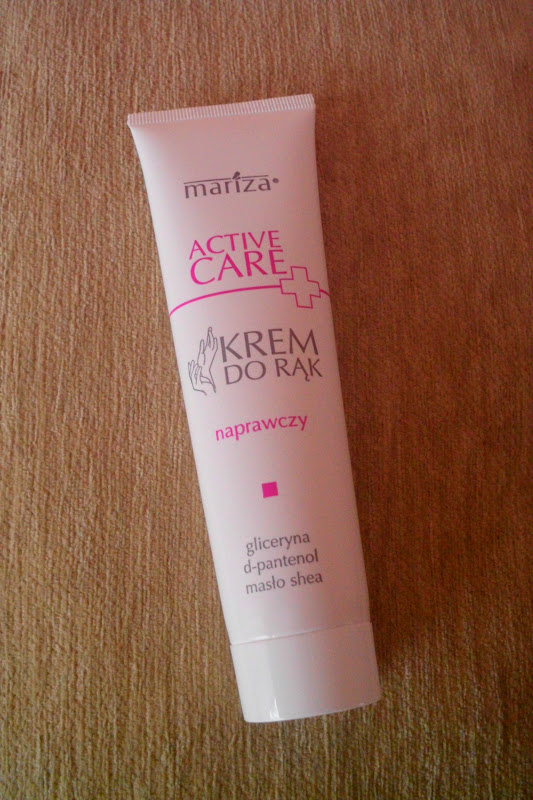 mariza®
ACTIVE
CARE
KREM
DO RĄK
naprawczy
gliceryna
d-pantenol
masło shea